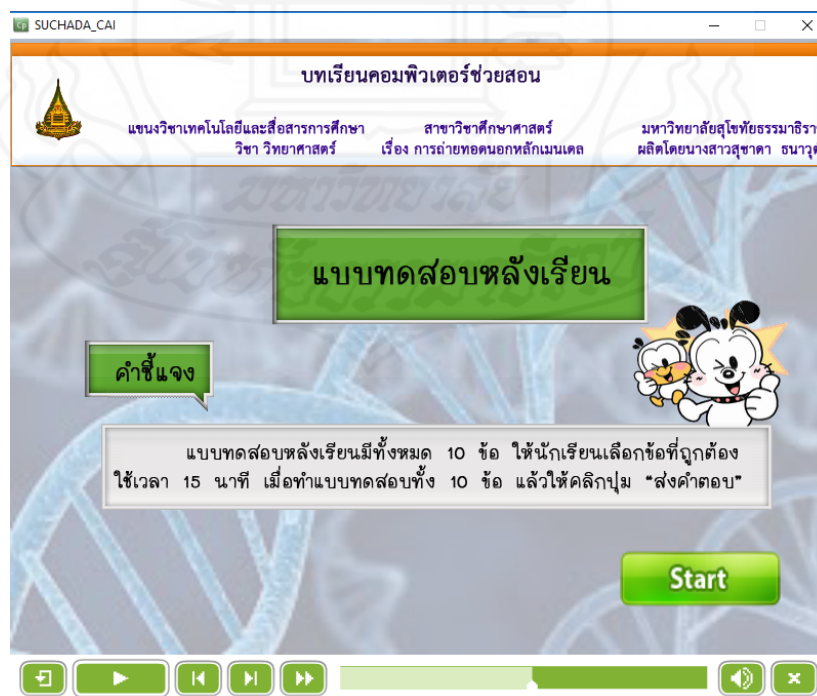 SUCHADA_CAI
บทเรียนคอมพิวเตอร์ช่วยสอน
แขนงวิชาเทคโนโลยีและสื่อสารการศึกษา สาขาวิชาศึกษาศาสตร์ มหาวิทยาลัยสุโขทัยธรรมาธิรา
วิชา วิทยาศาสตร์ เรื่อง การถ่ายทอดนอกหลักเมนเดล ผลิตโดยนางสาวสุชาดา ธนาวุ
มหาวิทยาลัย
แบบทดสอบหลังเรียน
คำชี้แจง
แบบทดสอบหลังเรียนมีทั้งหมด 10 ข้อ ให้นักเรียนเลือกข้อที่ถูกต้อง
ใช้เวลา 15 นาที เมื่อทำแบบทดสอบทั้ง 10 ข้อ แล้วให้คลิกปุ่ม “ส่งคำตอบ”
Start